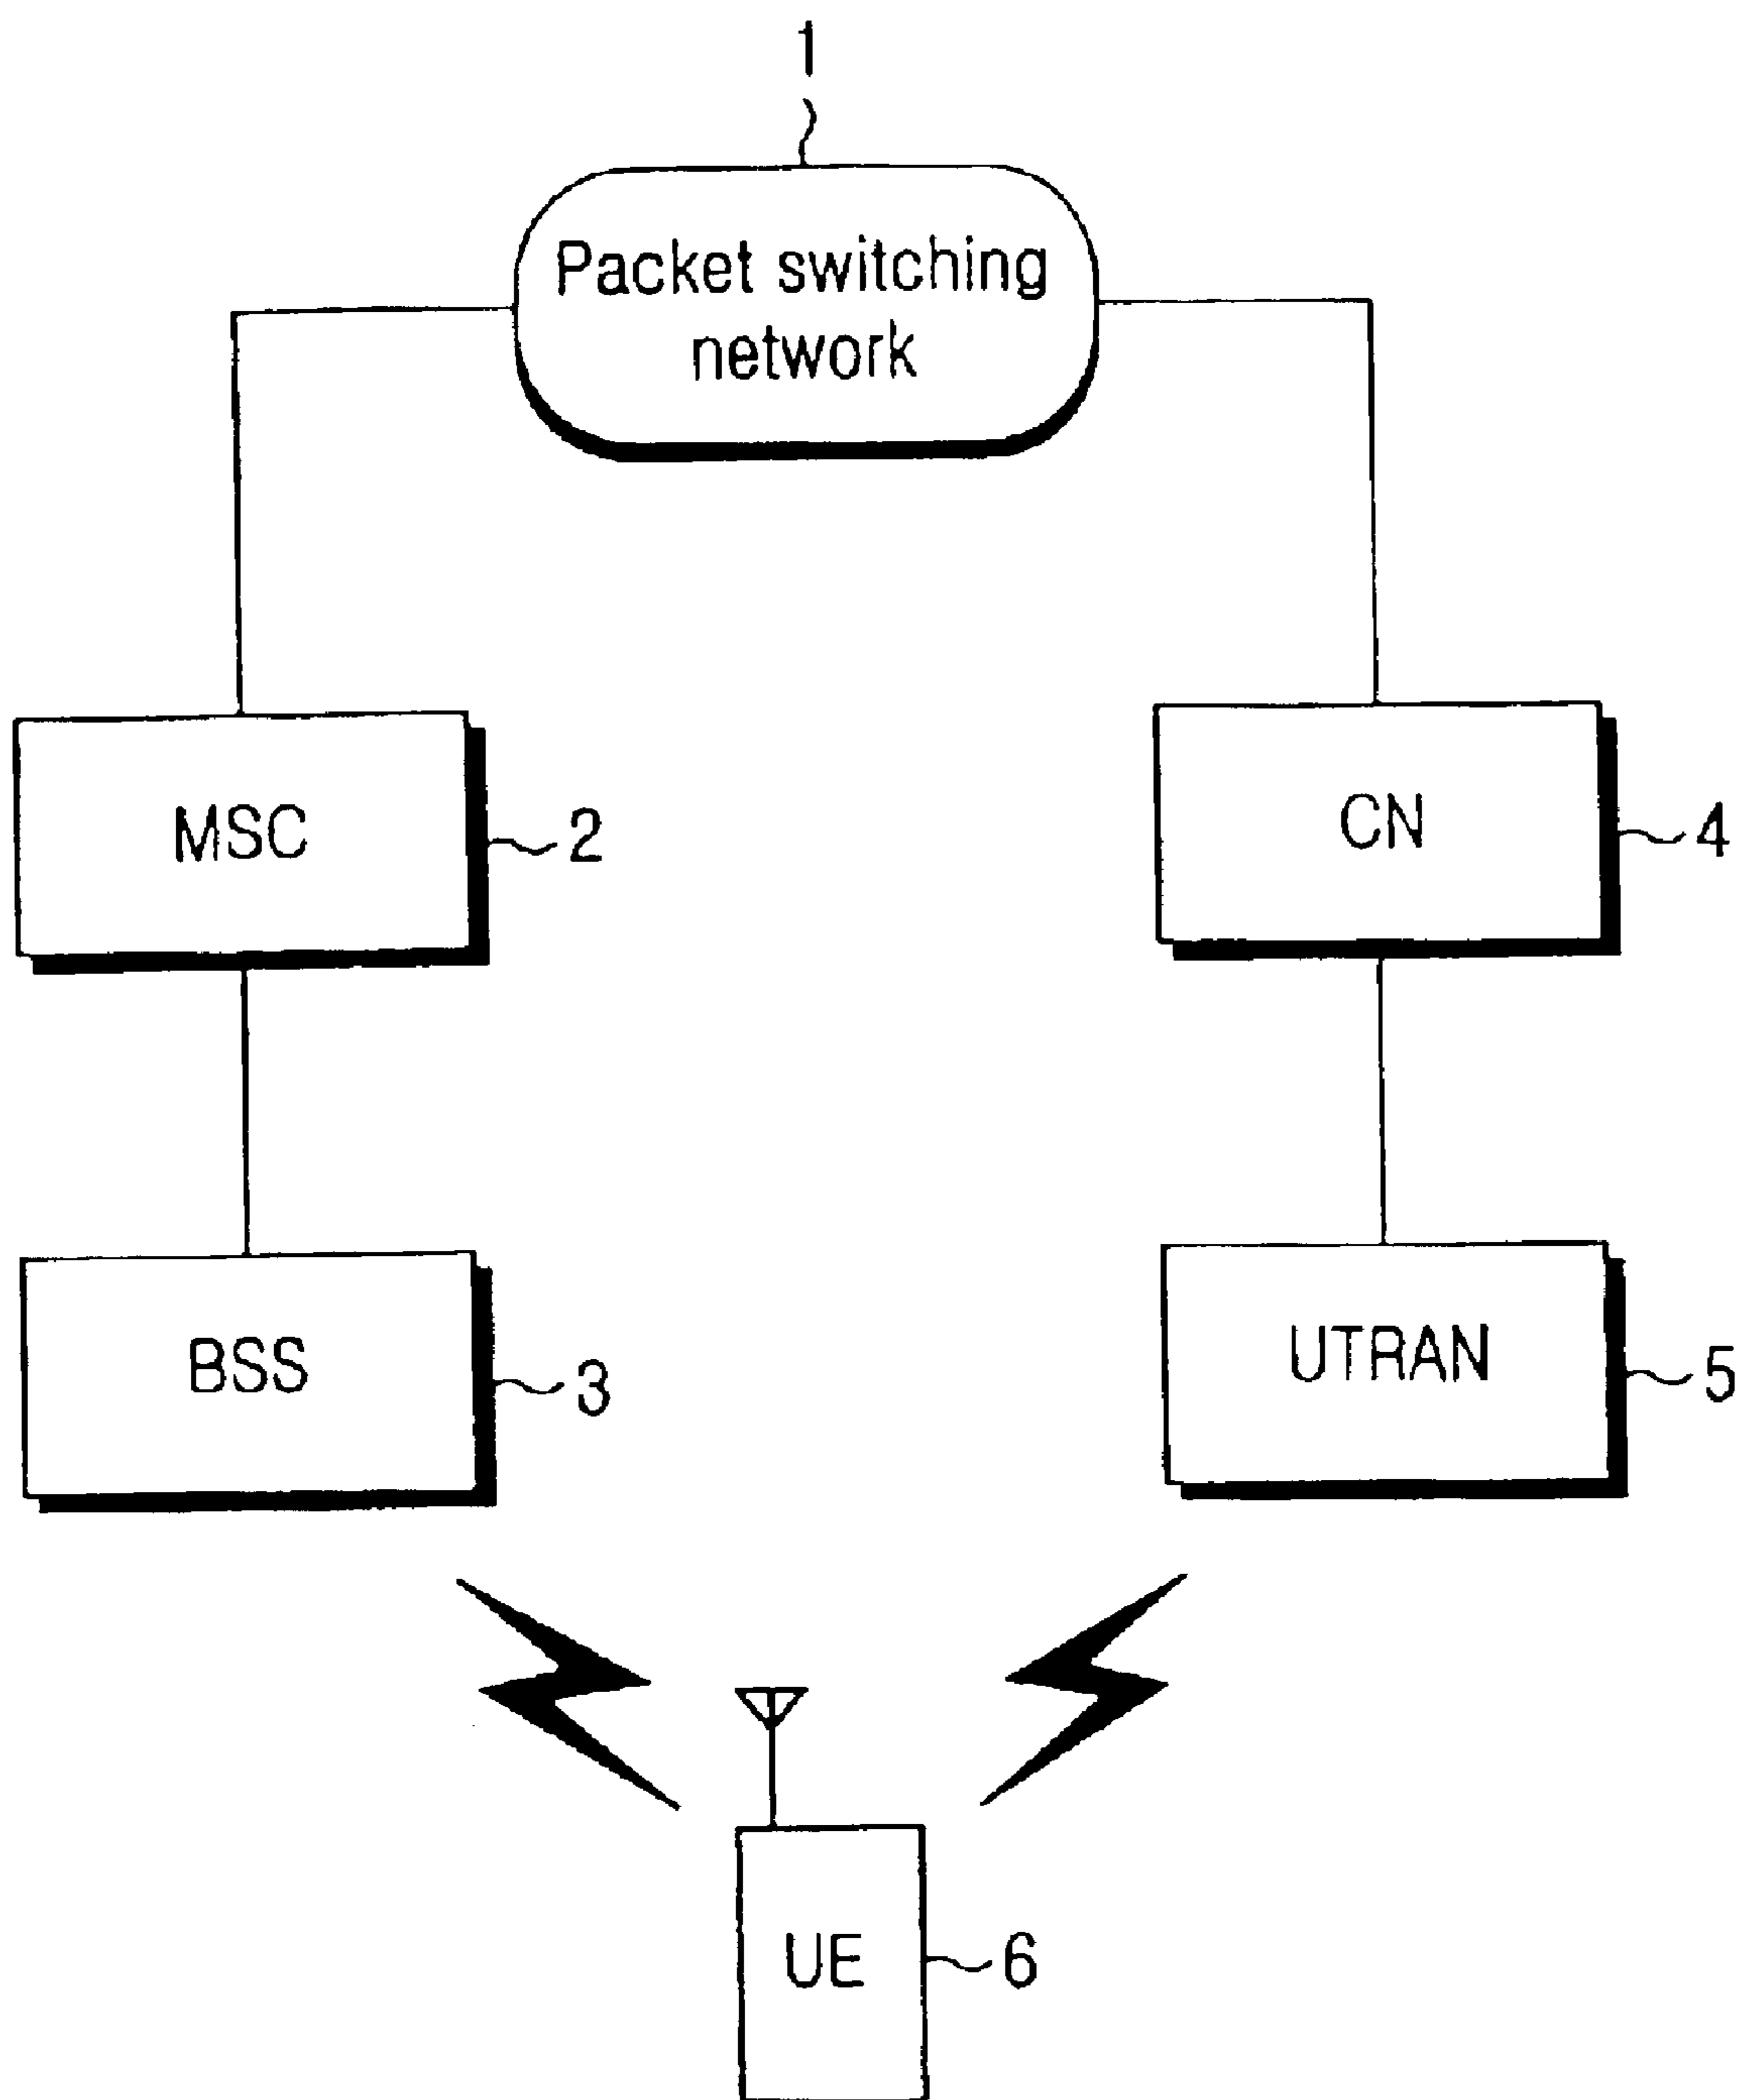 1
Packet switching
network
MSC
2
CN
4
BSS
3
UTRAN
5
UE
6